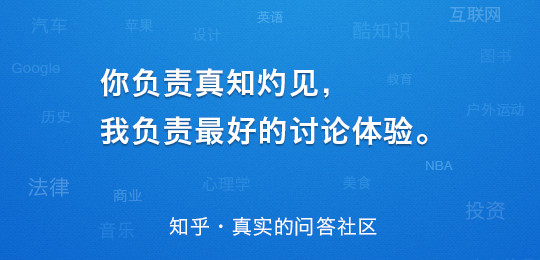 汽车
苹果
设计
英语
酷知识
互联网
Google
图书
教育
历史
户外运动
你负责真知灼见，
我负责最好的讨论体验。
NBA
法律
商业
心理学
美食
音乐
投资
知乎·真实的问答社区